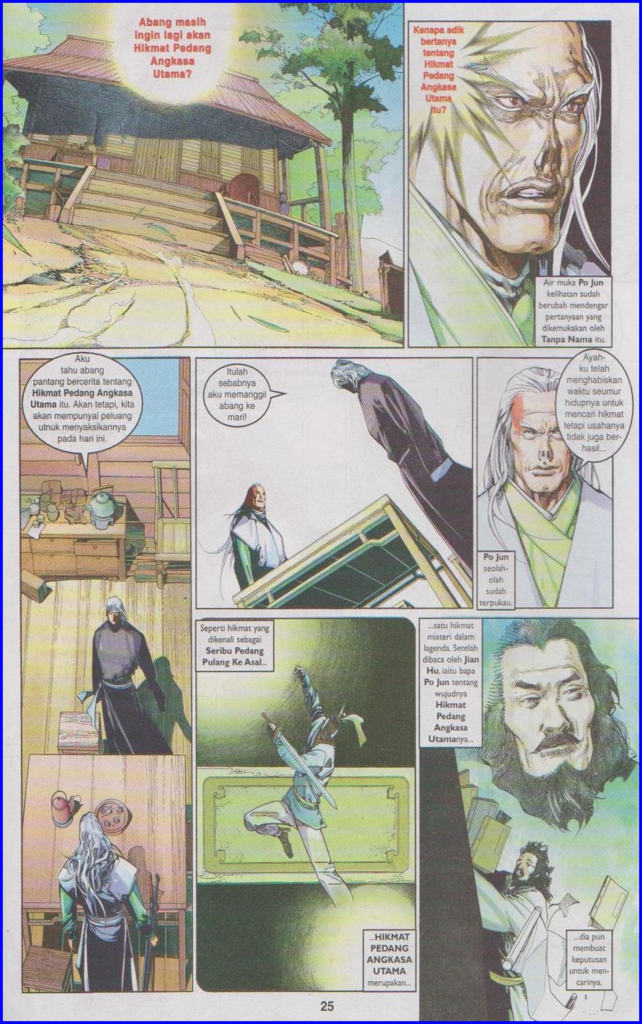 Abang masih
ingin lagi akan
Hikmat Pedang
Angkasa
Utama?
Kenapa adik
bertanya
tentang
Hikmat
Pedang
Angkasa
Utama
itu?
Air muka Po Jun
kelihatan sudah
berubah mendengar
pertanyaan yang
dikemukakan oleh
Tanpa Nama itu.
Aku
tahu abang
pantang bercerita tentang
Hikmat Pedang Angkasa
Utama itu. Akan tetapi, kita
akan mempunyai peluang
utnuk menyaksikannya
pada hari ini.
Itulah
sebabnya
aku memanggil
abang ke
mari!
Ayah-
ku telah
menghabiskan
waktu seumur
hidupnya untuk
mencari hikmat
tetapi usahanya
tidak juga ber-
hasil...
Po Jun
seolah-
olah
sudah
terpukau.
Seperti hikmat yang
dikenali sebagai
Seribu Pedang
Pulang Ke Asal...
...HIKMAT
PEDANG
ANGKASA
UTAMA
merupakan...
...satu hikmat
misteri dalam
lagenda. Setelah
dibaca oleh Jian
Hu, iaitu bapa
Po Jun tentang
wujudnya
Hikmat
Pedang
Angkasa
Utamanya...
...dia pun
membuat
keputusan
untuk men-
carinya.
25